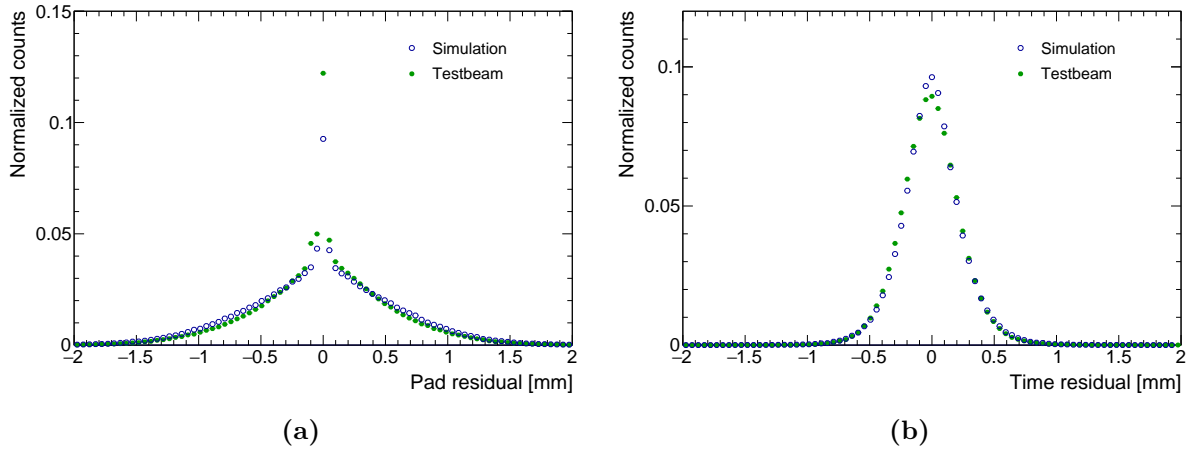 Normalized counts
0.15
0.1
0.05
0
−2 −1.5 −1 −0.5 0 0.5 1 1.5 2
Pad residual [mm]
Simulation
Testbeam
(a)
Normalized counts
0.1
0.05
0
−2 −1.5 −1 −0.5 0 0.5 1 1.5 2
Time residual [mm]
Simulation
Testbeam
(b)